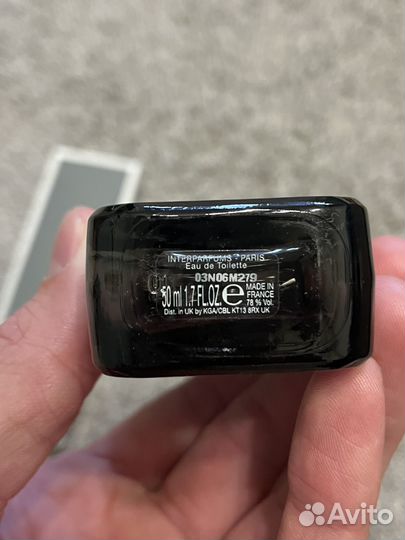 INTERPARFUMS - PARIS
Eau de Toilette
03N06M279
50 ml 1.7 FL.OZ e MADE IN
FRANCE
78 % Vol.
Dist. in UK by KGA/CBL KT13 8RX UK
Avito